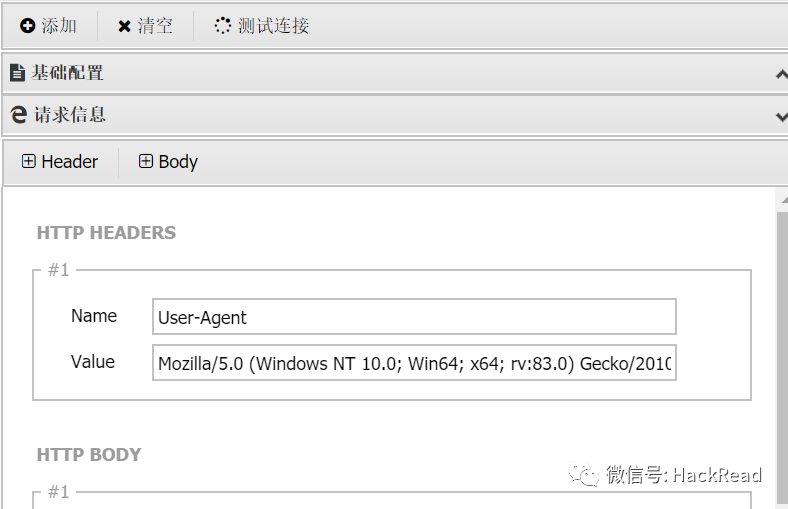 添加 清空 测试连接
基础配置
请求信息
Header Body
HTTP HEADERS
#1
Name User-Agent
Value Mozilla/5.0 (Windows NT 10.0; Win64; x64; rv:83.0) Gecko/2010
HTTP BODY
微信号: HackRead
#1